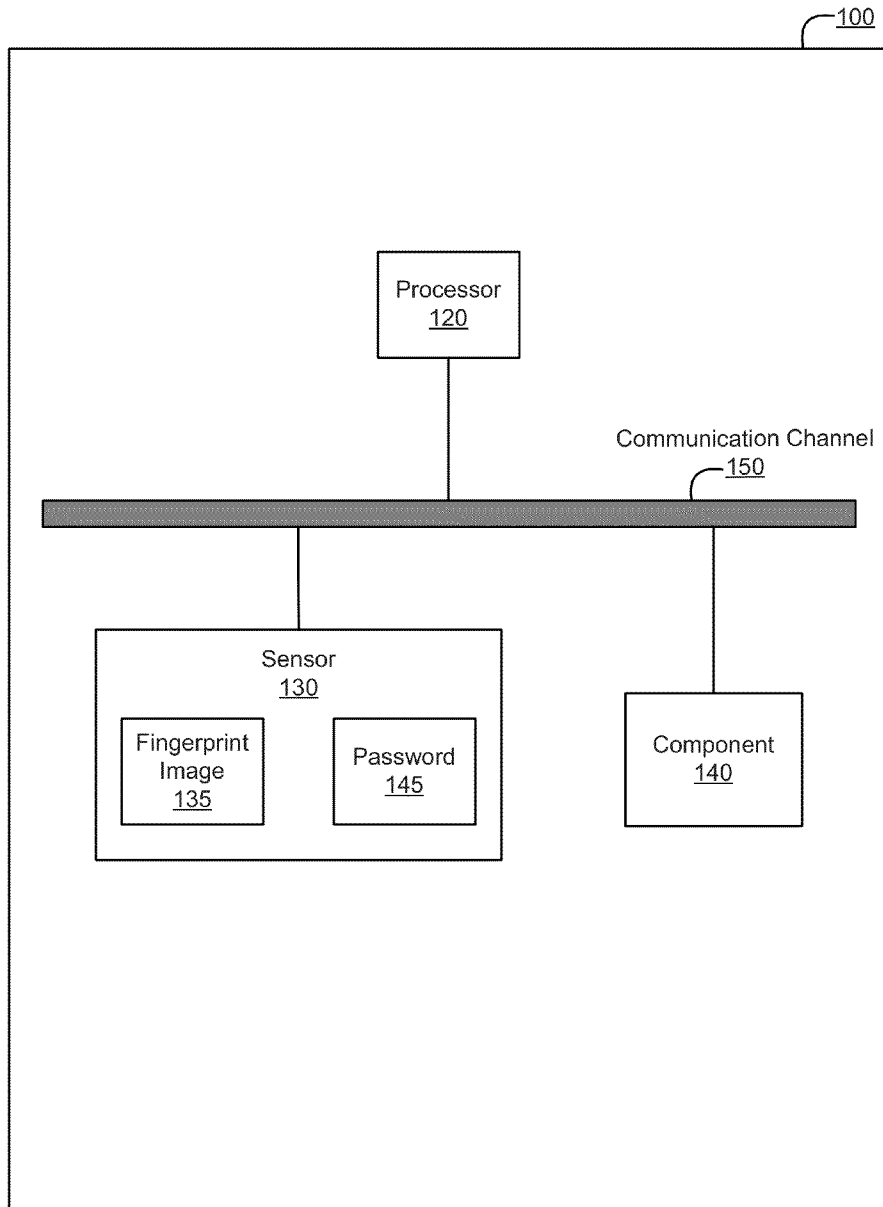 100
Processor
120
Communication Channel
150
Sensor
130
Fingerprint
Image
135
Password
145
Component
140